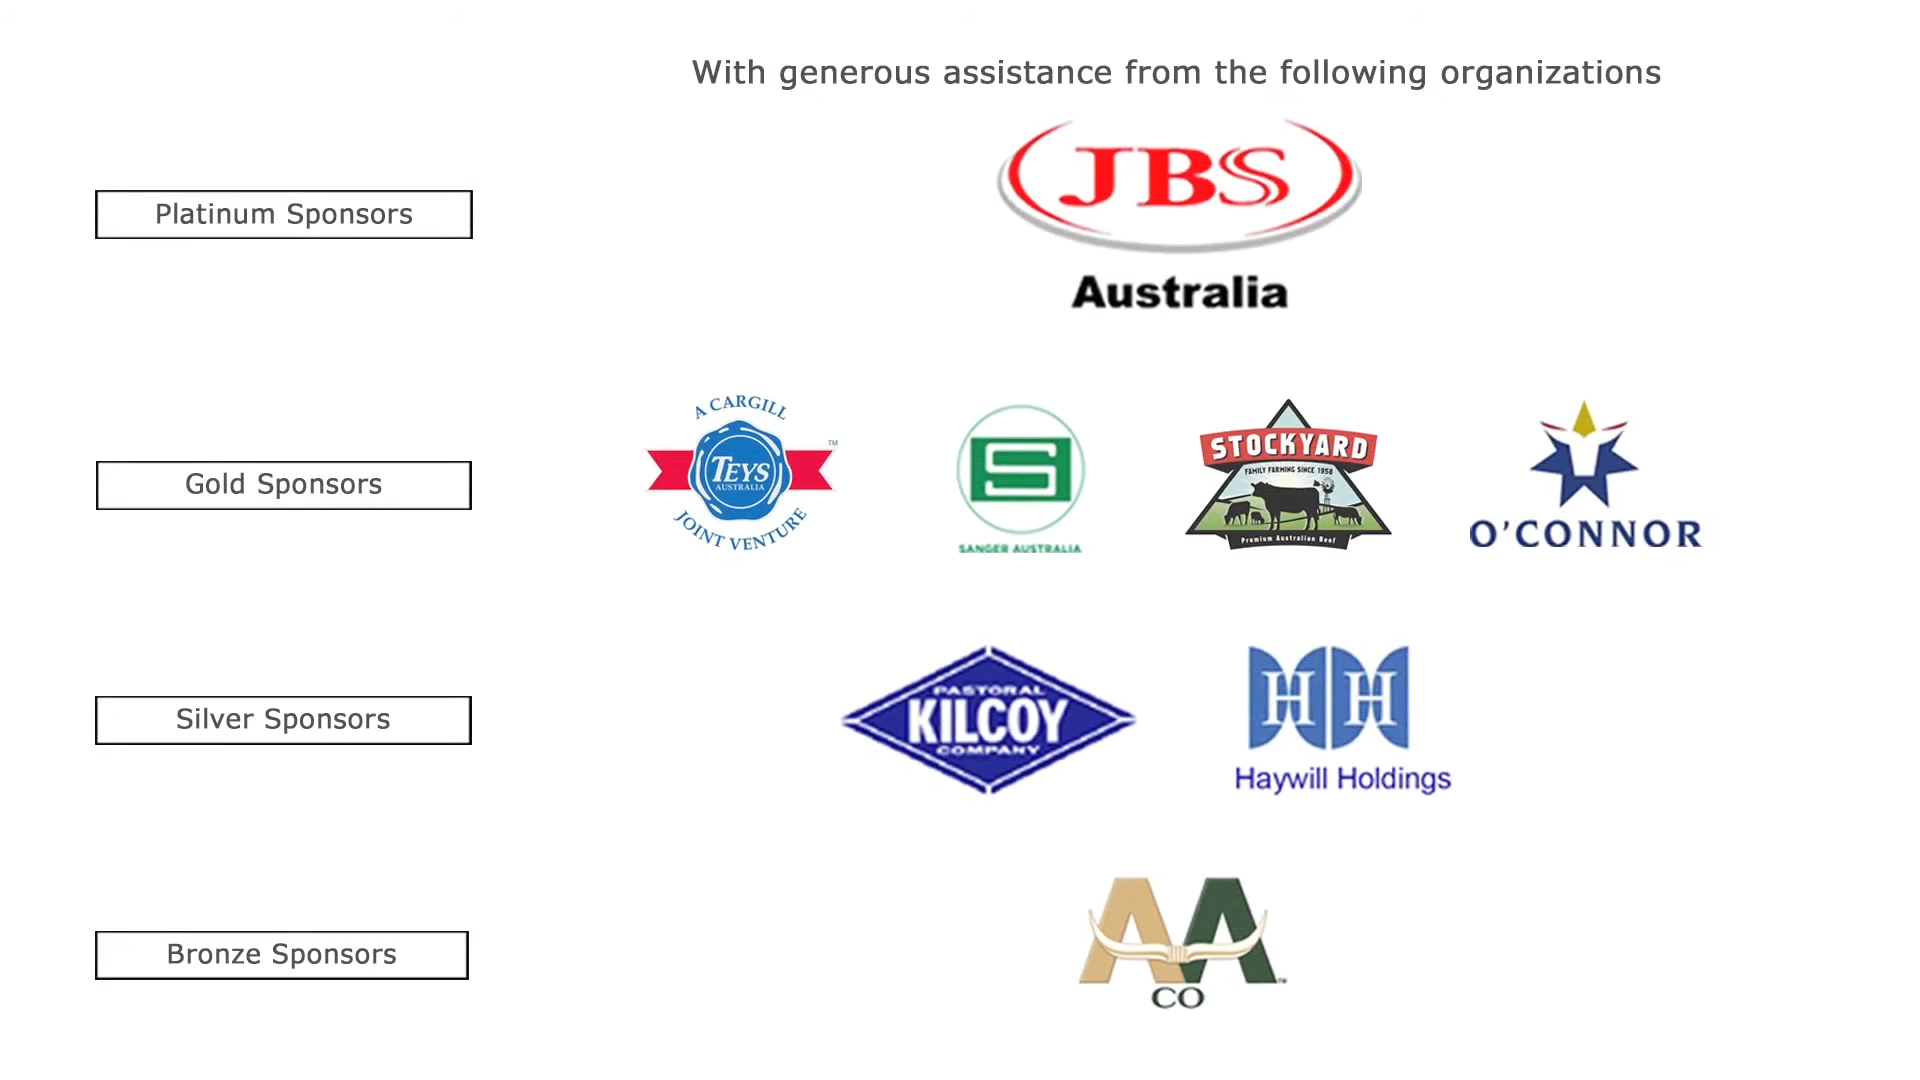 With generous assistance from the following organizations
Platinum Sponsors
JBS
Australia
Gold Sponsors
A CARGILL
TEYS
AUSTRALIA
JOINT VENTURE
TM
S
SANGER AUSTRALIA
STOCKYARD
FAMILY FARMING SINCE 1958
Premium Australian Beef
O'CONNOR
Silver Sponsors
PASTORAL
KILCOY
COMPANY
HH
Haywill Holdings
Bronze Sponsors
AA
CO